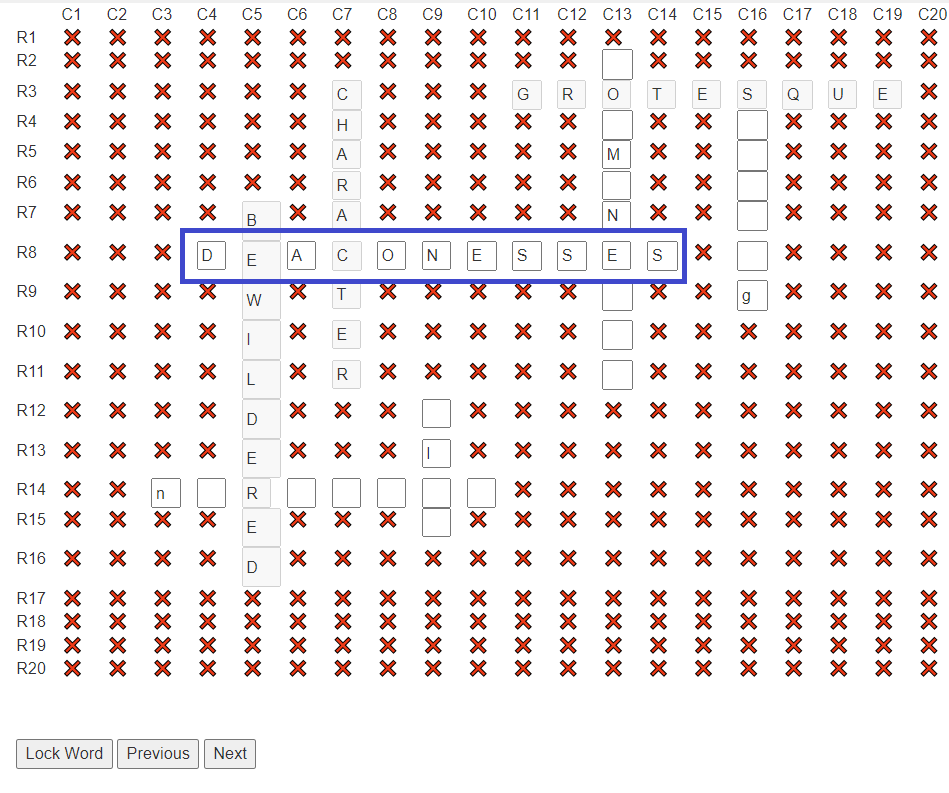 C1 C2 C3 C4 C5 C6 C7 C8 C9 C10 C11 C12 C13 C14 C15 C16 C17 C18 C19 C20
R1
R2
R3 C G R O T E S Q U E
R4 H
R5 A M
R6 R
R7 B A N
R8 D E A C O N E S S E S
R9 W T g
R10 I E
R11 L R
R12 D
R13 E l
R14 n R
R15 E
R16 D
R17
R18
R19
R20
Lock Word Previous Next